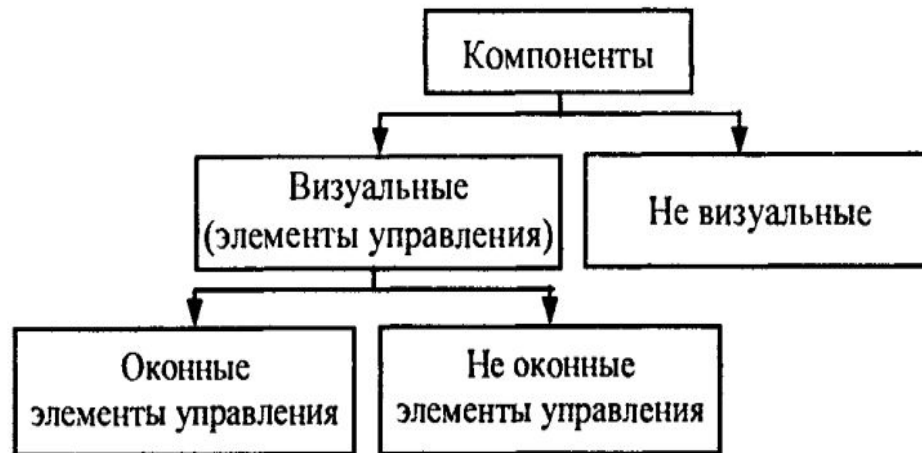 Компоненты
Визуальные
(элементы управления)
Не визуальные
Оконные
элементы управления
Не оконные
элементы управления